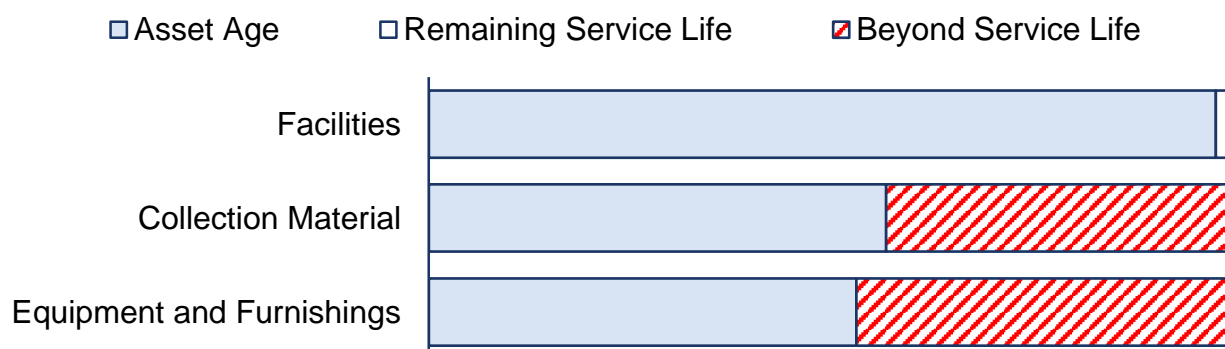 Asset Age Remaining Service Life Beyond Service Life
Facilities
Collection Material
Equipment and Furnishings